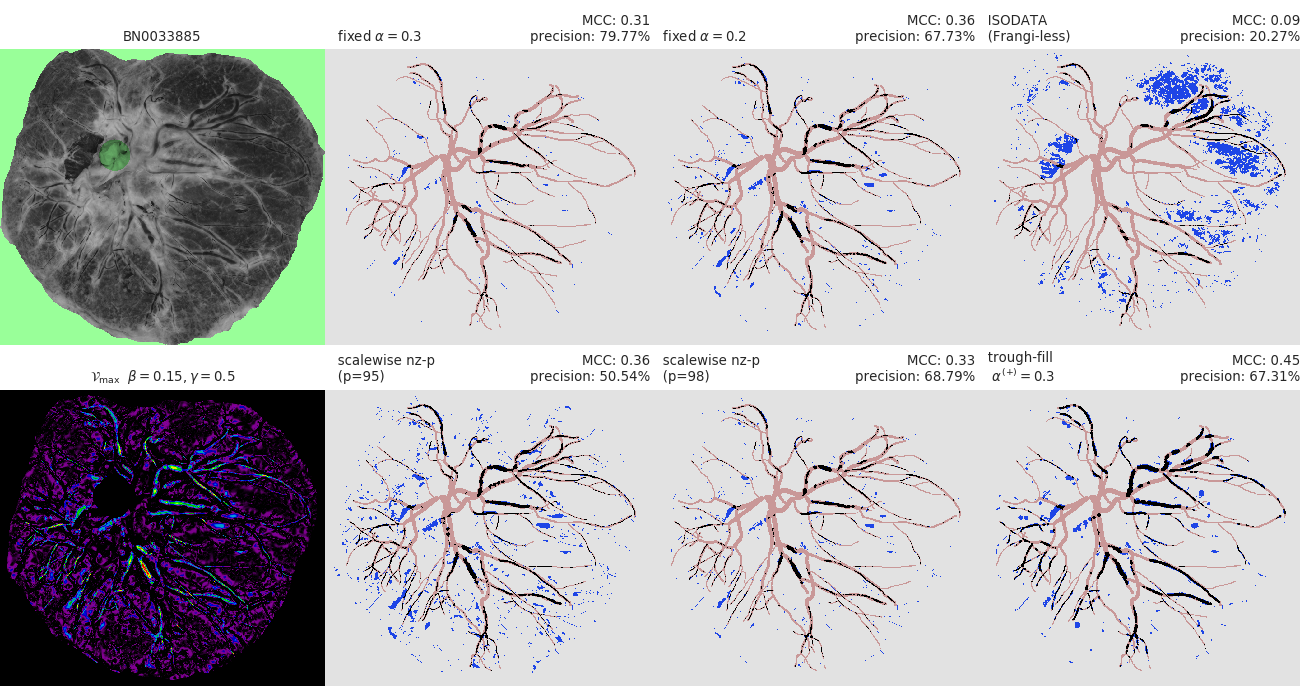 BN0033885
fixed α = 0.3
MCC: 0.31
precision: 79.77%
fixed α = 0.2
MCC: 0.36
precision: 67.73%
ISODATA
(Frangi-less)
MCC: 0.09
precision: 20.27%
𝒱max β = 0.15, γ = 0.5
scalewise nz-p
(p=95)
MCC: 0.36
precision: 50.54%
scalewise nz-p
(p=98)
MCC: 0.33
precision: 68.79%
trough-fill
α(+) = 0.3
MCC: 0.45
precision: 67.31%